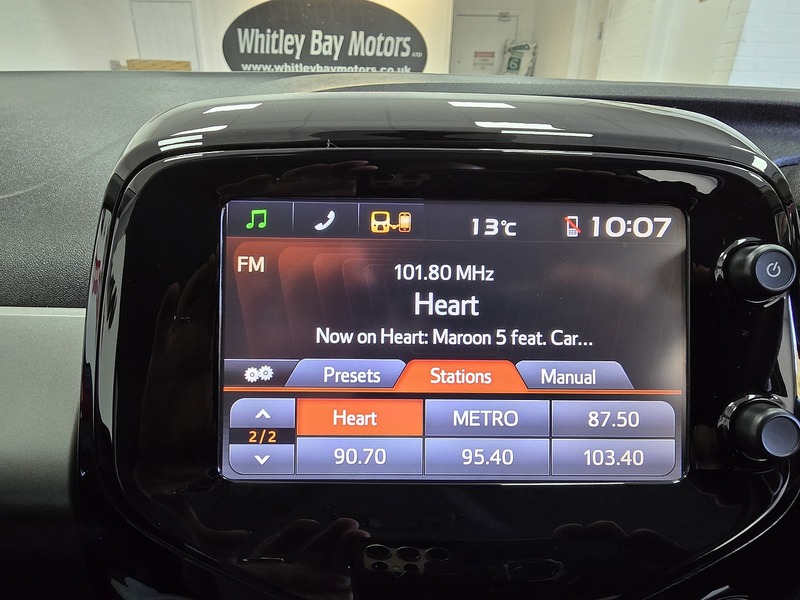 Whitley Bay Motors
www.whitleybaymotors.co.uk
13°C
10:07
FM
101.80 MHz
Heart
Now on Heart: Maroon 5 feat. Car...
Presets
Stations
Manual
Heart
METRO
87.50
2/2
90.70
95.40
103.40